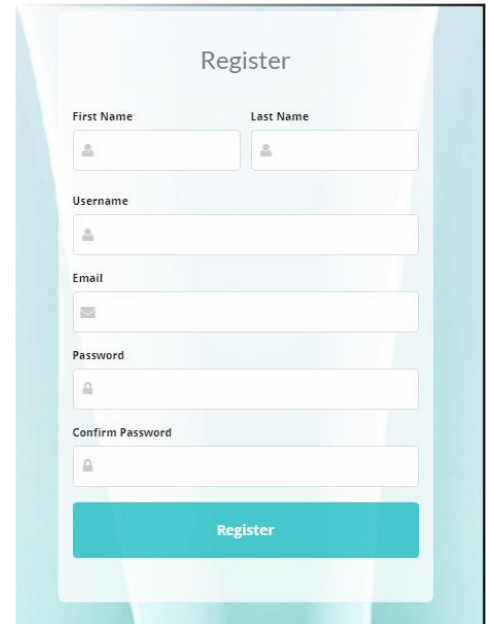 Register
First Name Last Name
Username
Email
Password
Confirm Password
Register